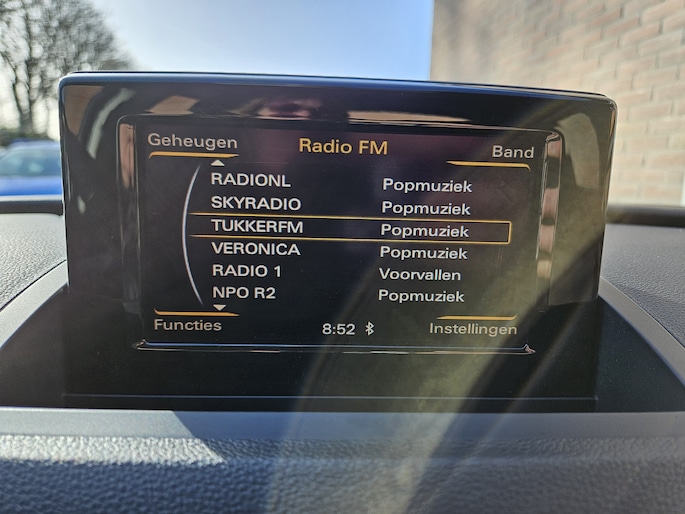 Geheugen Radio FM Band
RADIONL Popmuziek
SKYRADIO Popmuziek
TUKKERFM Popmuziek
VERONICA Popmuziek
RADIO 1 Voorvallen
NPO R2 Popmuziek
Functies 8:52 Instellingen